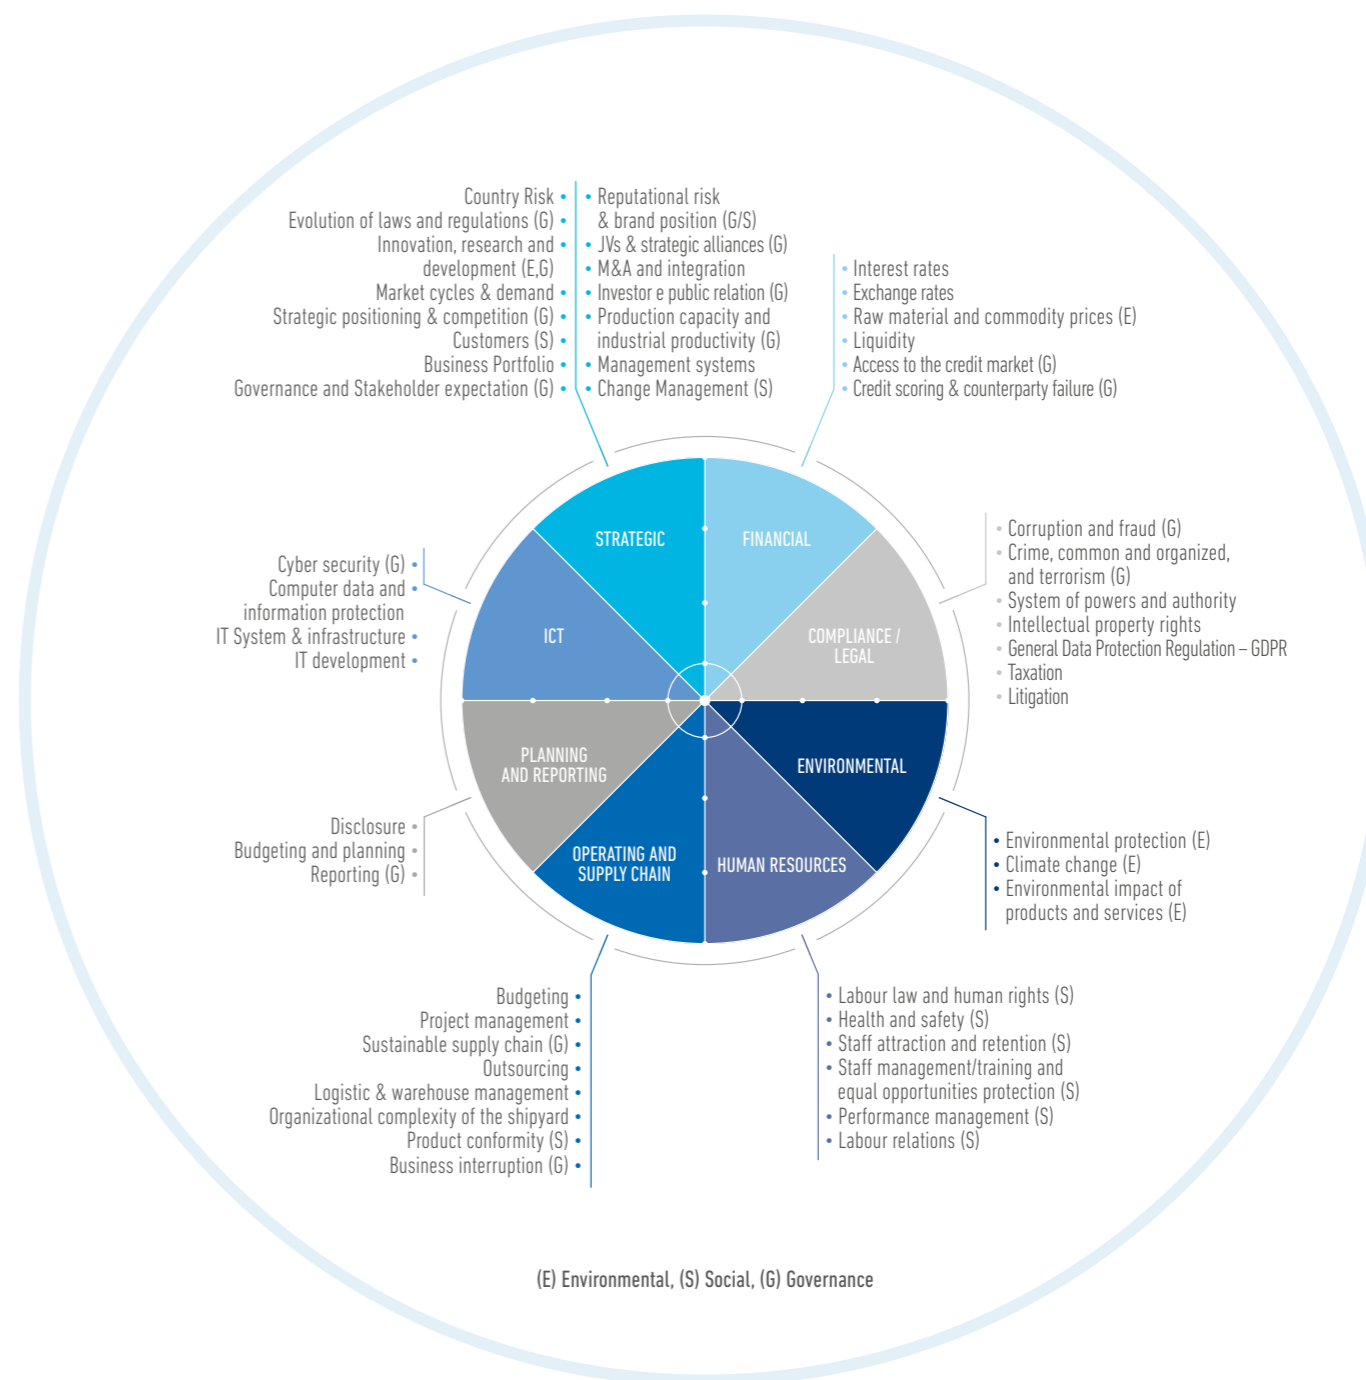 Country Risk •
Evolution of laws and regulations (G) •
Innovation, research and •
development (E,G)
Market cycles & demand •
Strategic positioning & competition (G) •
Customers (S) •
Business Portfolio •
Governance and Stakeholder expectation (G) •
• Reputational risk
& brand position (G/S)
• JVs & strategic alliances (G)
• M&A and integration
• Investor e public relation (G)
• Production capacity and
industrial productivity (G)
• Management systems
• Change Management (S)
• Interest rates
• Exchange rates
• Raw material and commodity prices (E)
• Liquidity
• Access to the credit market (G)
• Credit scoring & counterparty failure (G)
STRATEGIC
FINANCIAL
• Corruption and fraud (G)
• Crime, common and organized,
and terrorism (G)
• System of powers and authority
• Intellectual property rights
• General Data Protection Regulation – GDPR
• Taxation
• Litigation
Cyber security (G) •
Computer data and •
information protection
IT System & infrastructure •
IT development •
ICT
COMPLIANCE /
LEGAL
PLANNING
AND REPORTING
ENVIRONMENTAL
Disclosure •
Budgeting and planning •
Reporting (G) •
OPERATING AND
SUPPLY CHAIN
HUMAN RESOURCES
• Environmental protection (E)
• Climate change (E)
• Environmental impact of
products and services (E)
Budgeting •
Project management •
Sustainable supply chain (G) •
Outsourcing •
Logistic & warehouse management •
Organizational complexity of the shipyard •
Product conformity (S) •
Business interruption (G) •
• Labour law and human rights (S)
• Health and safety (S)
• Staff attraction and retention (S)
• Staff management/training and
equal opportunities protection (S)
• Performance management (S)
• Labour relations (S)
(E) Environmental, (S) Social, (G) Governance